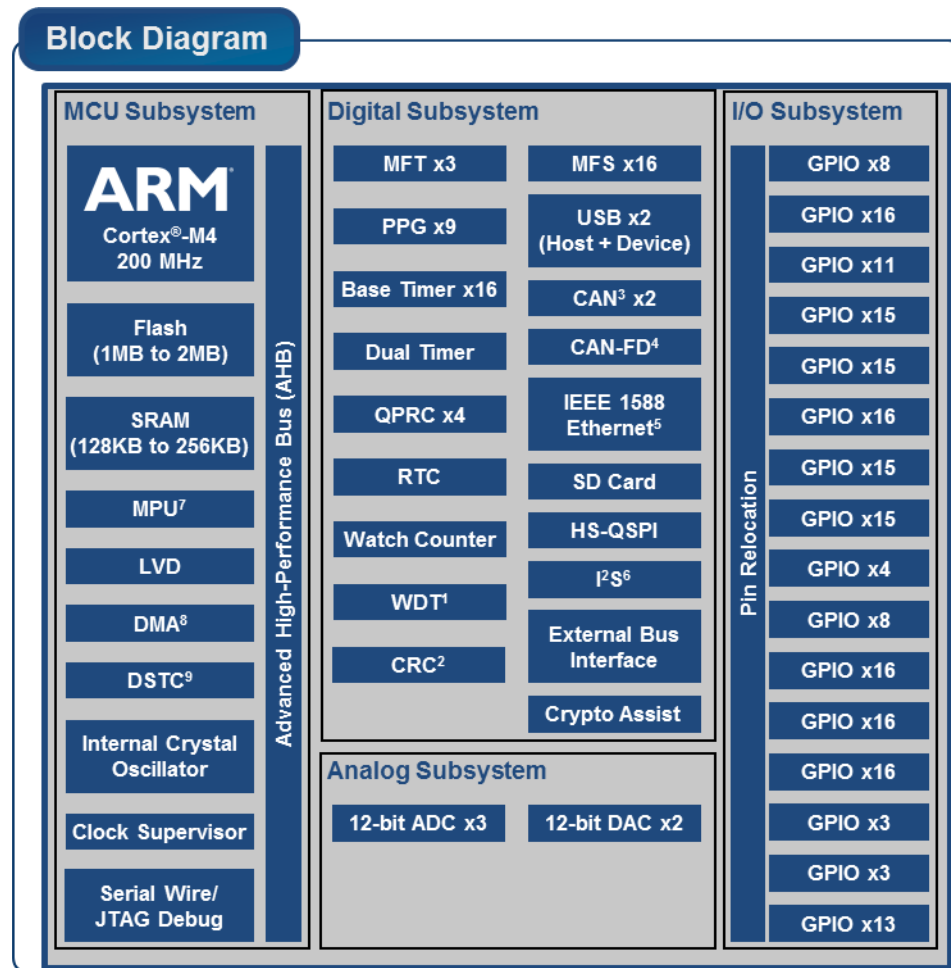 Block Diagram
MCU Subsystem
ARM
Cortex®-M4
200 MHz
Flash
(1MB to 2MB)
SRAM
(128KB to 256KB)
MPU⁷
LVD
DMA⁸
DSTC⁹
Internal Crystal
Oscillator
Clock Supervisor
Serial Wire/
JTAG Debug
Advanced High-Performance Bus (AHB)
Digital Subsystem
MFT x3
PPG x9
Base Timer x16
Dual Timer
QPRC x4
RTC
Watch Counter
WDT¹
CRC²
MFS x16
USB x2
(Host + Device)
CAN³ x2
CAN-FD⁴
IEEE 1588
Ethernet⁵
SD Card
HS-QSPI
I²S⁶
External Bus
Interface
Crypto Assist
Analog Subsystem
12-bit ADC x3
12-bit DAC x2
I/O Subsystem
Pin Relocation
GPIO x8
GPIO x16
GPIO x11
GPIO x15
GPIO x15
GPIO x16
GPIO x15
GPIO x15
GPIO x4
GPIO x8
GPIO x16
GPIO x16
GPIO x16
GPIO x3
GPIO x3
GPIO x13